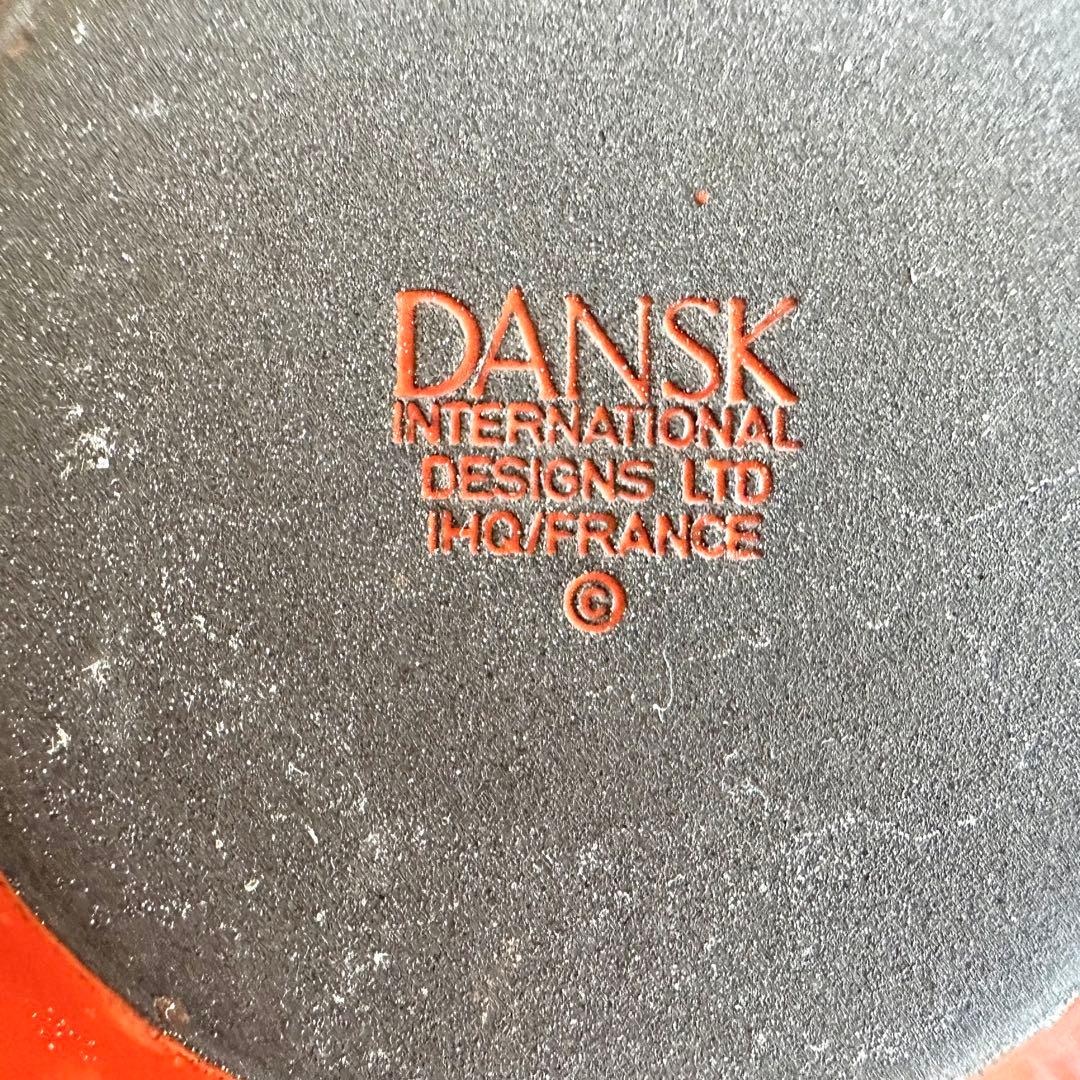 DANSK
INTERNATIONAL
DESIGNS LTD
IHQ/FRANCE
©